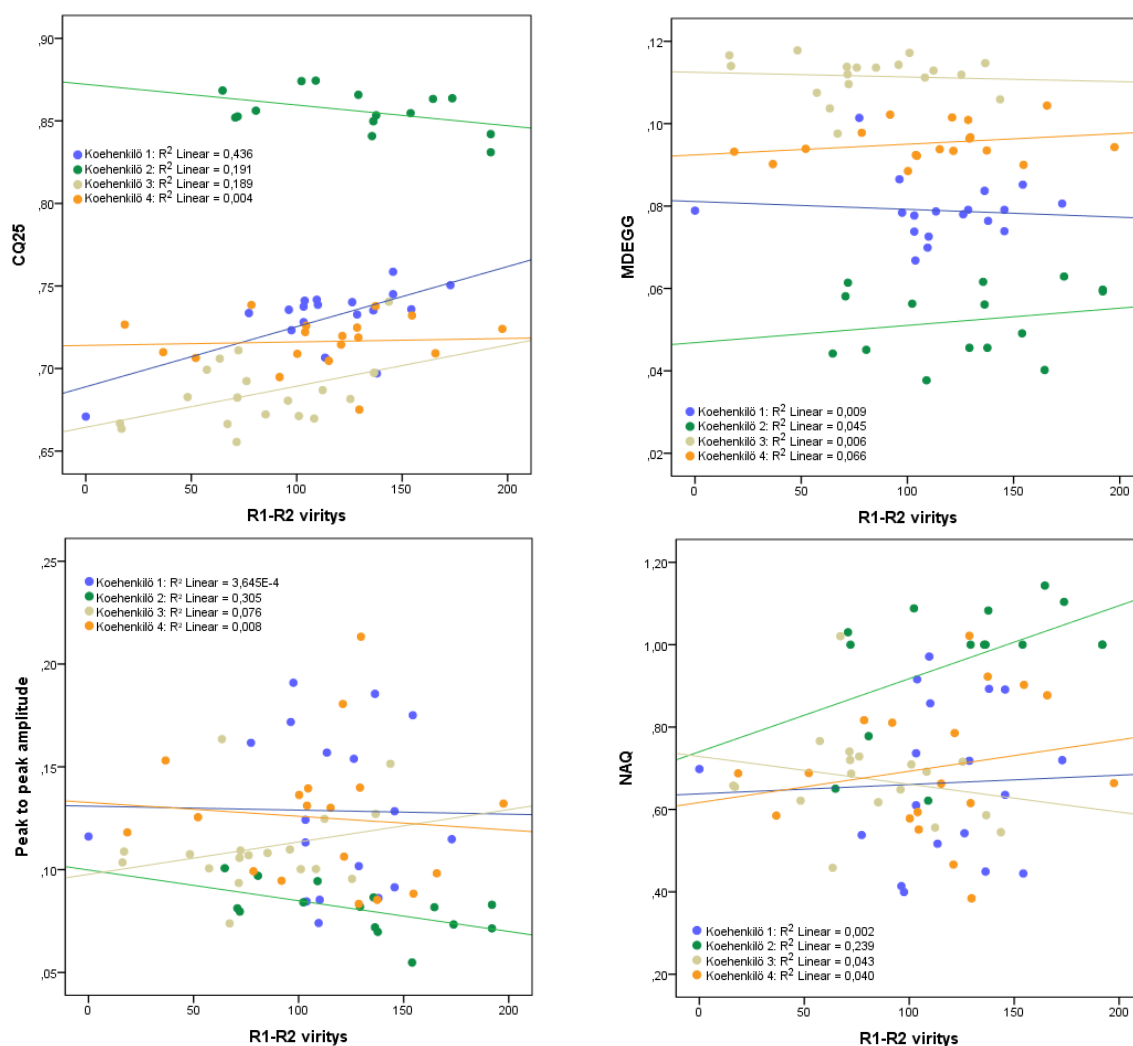 ,90
,85
Koehenkilö 1: R² Linear = 0,436
Koehenkilö 2: R² Linear = 0,191
Koehenkilö 3: R² Linear = 0,189
Koehenkilö 4: R² Linear = 0,004
,80
CQ25
,75
,70
,65
0 50 100 150 200
R1-R2 viritys
,12
,10
,08
MDEGG
,06
,04
Koehenkilö 1: R² Linear = 0,009
Koehenkilö 2: R² Linear = 0,045
Koehenkilö 3: R² Linear = 0,006
Koehenkilö 4: R² Linear = 0,066
,02
0 50 100 150 200
R1-R2 viritys
,25
Koehenkilö 1: R² Linear = 3,645E-4
Koehenkilö 2: R² Linear = 0,305
Koehenkilö 3: R² Linear = 0,076
Koehenkilö 4: R² Linear = 0,008
,20
Peak to peak amplitude
,15
,10
,05
0 50 100 150 200
R1-R2 viritys
1,20
1,00
,80
NAQ
,60
,40
Koehenkilö 1: R² Linear = 0,002
Koehenkilö 2: R² Linear = 0,239
Koehenkilö 3: R² Linear = 0,043
Koehenkilö 4: R² Linear = 0,040
,20
0 50 100 150 200
R1-R2 viritys